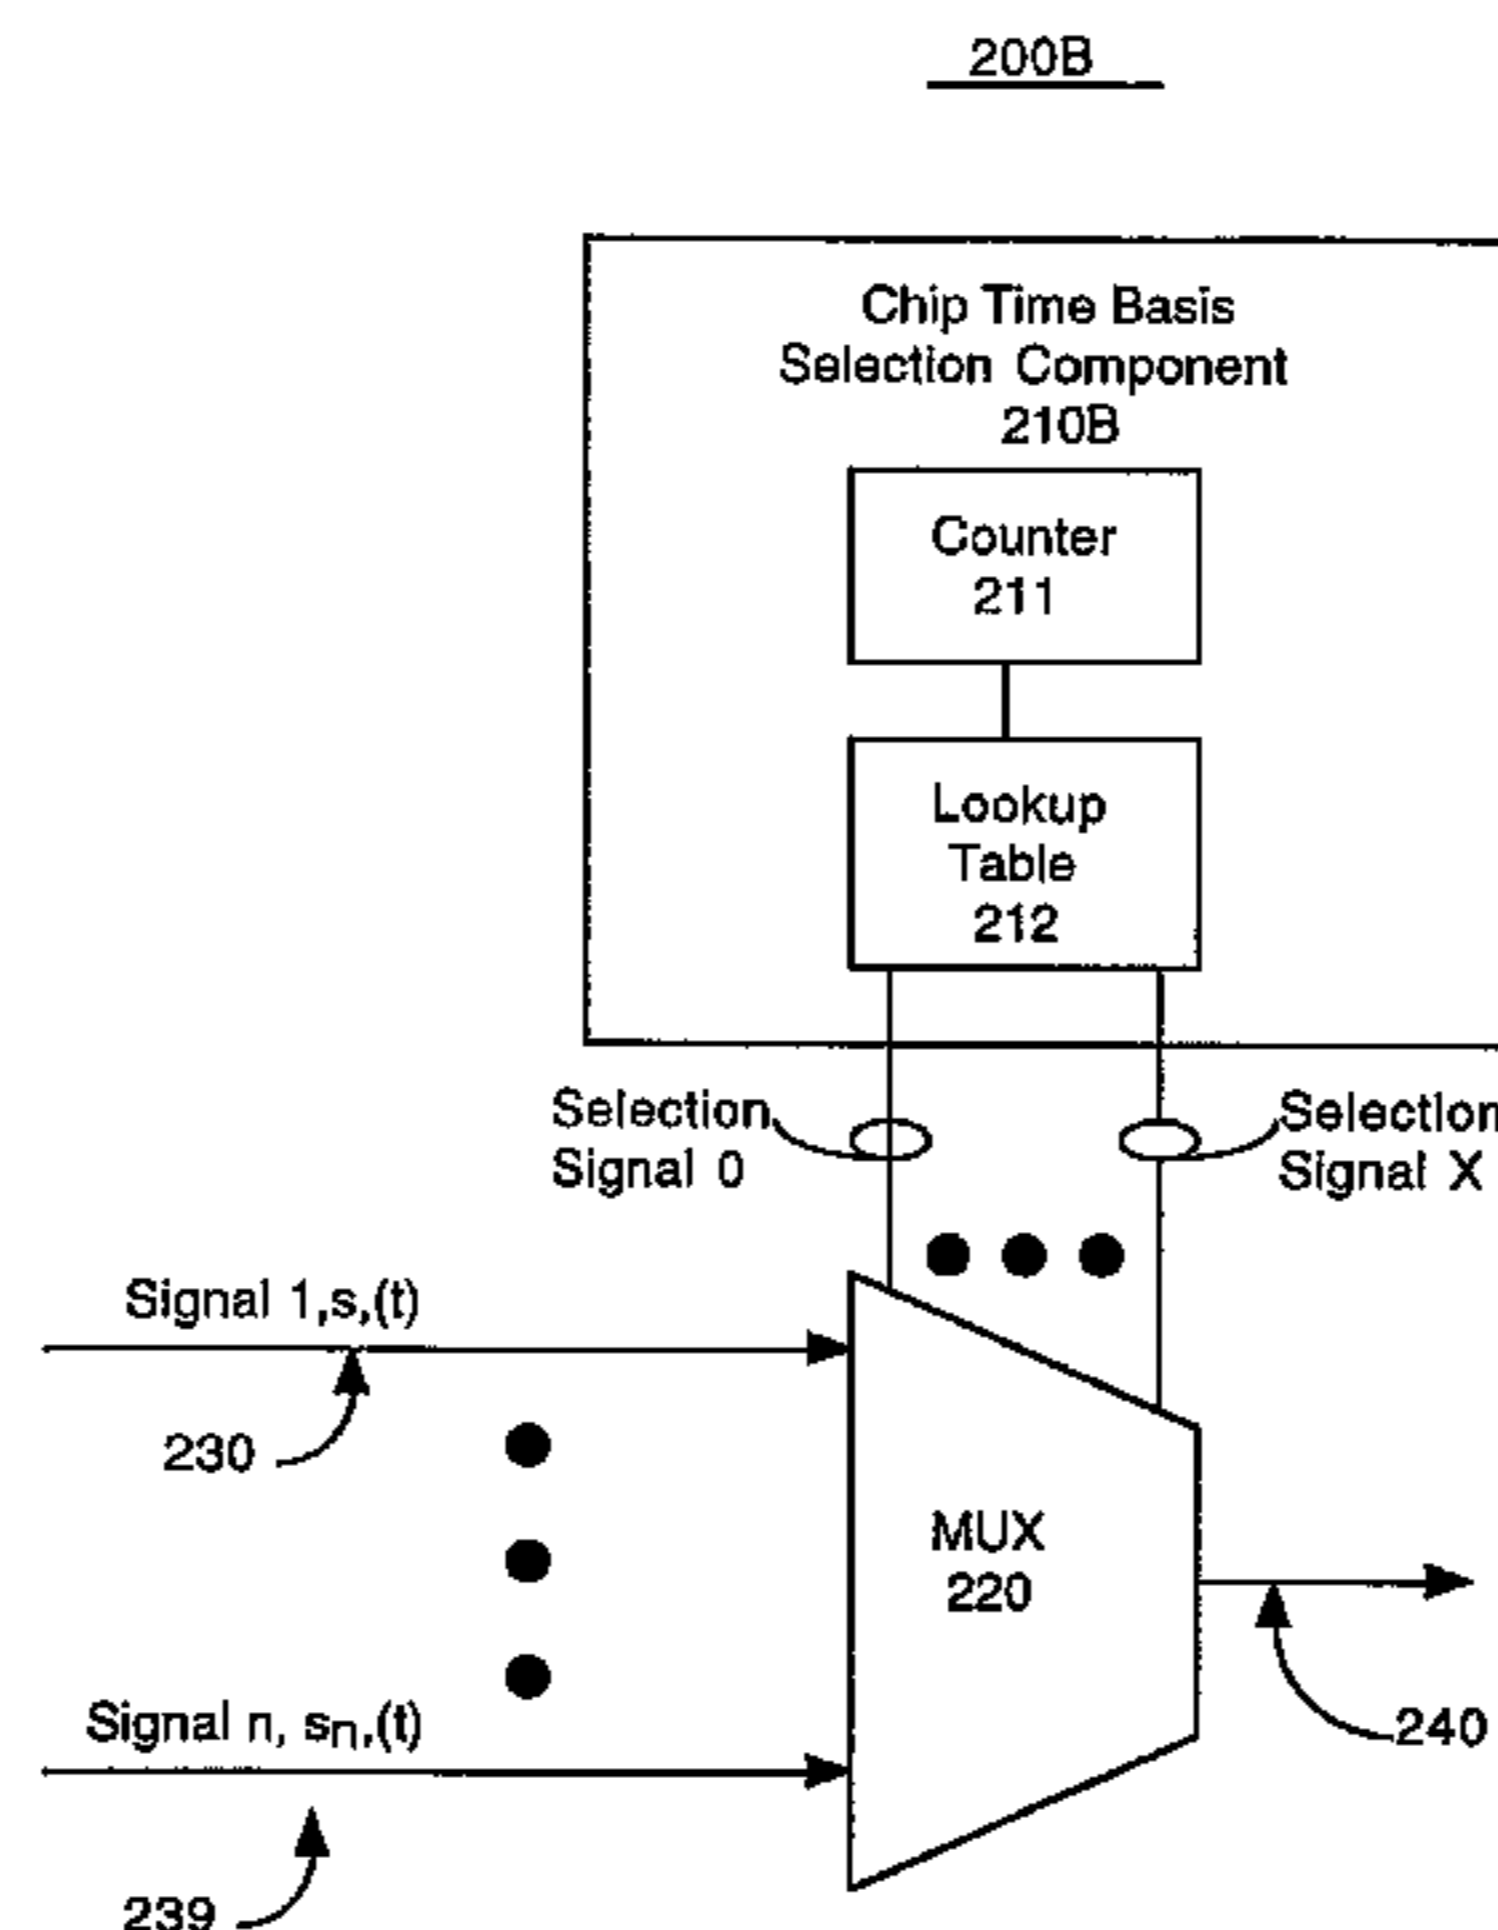 200B
Chip Time Basis
Selection Component
210B
Counter
211
Lookup
Table
212
Selection
Signal 0
Selection
Signal X
Signal 1,s,(t)
230
MUX
220
240
Signal n, sn,(t)
239